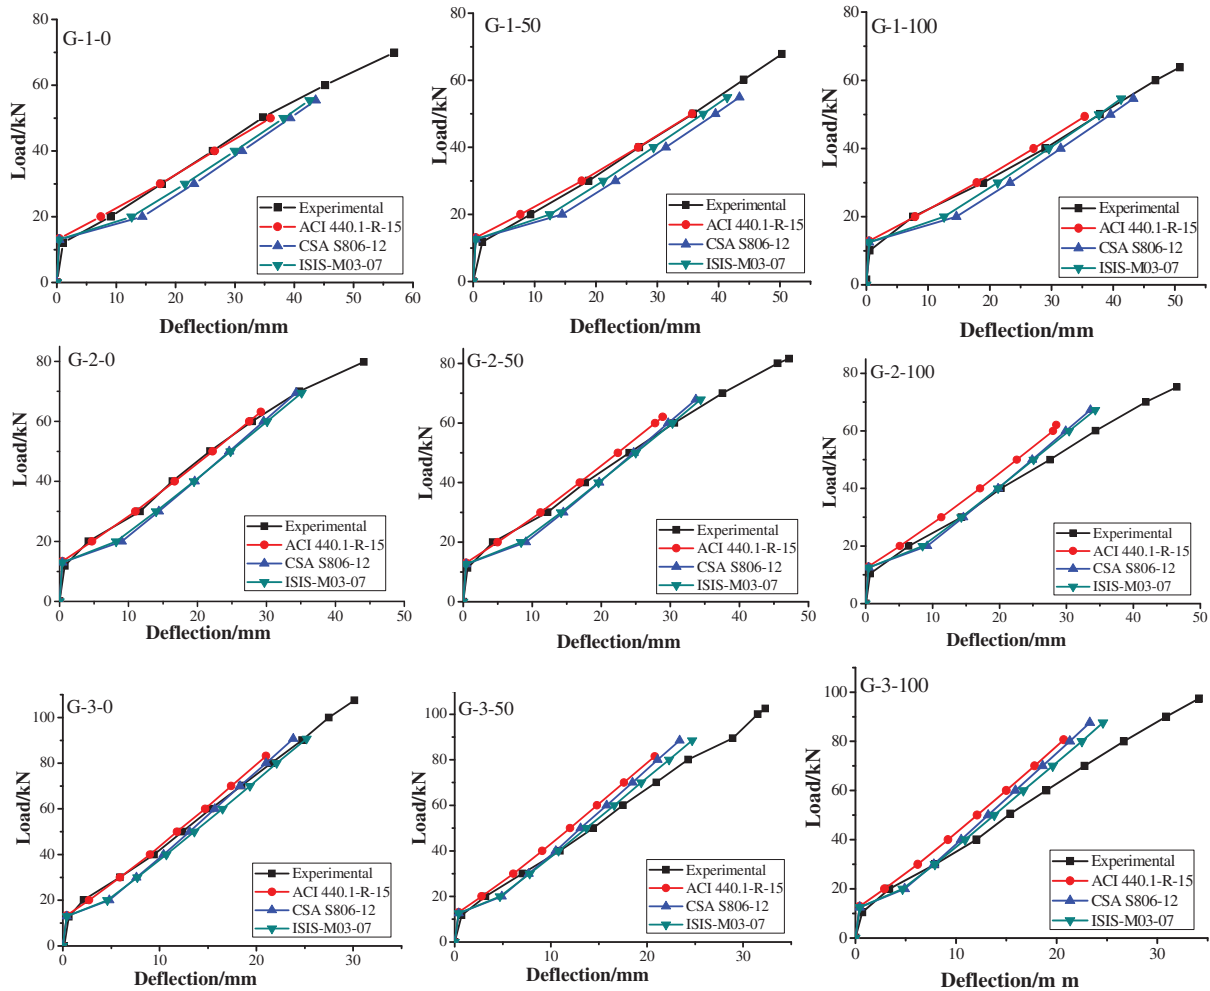 G-1-0
Load/kN
80
60
40
20
0
Experimental
ACI 440.1-R-15
CSA S806-12
ISIS-M03-07
0 10 20 30 40 50 60
Deflection/mm
G-1-50
Load/kN
80
60
40
20
0
Experimental
ACI 440.1-R-15
CSA S806-12
ISIS-M03-07
0 10 20 30 40 50
Deflection/mm
G-1-100
Load/kN
80
60
40
20
0
Experimental
ACI 440.1-R-15
CSA S806-12
ISIS-M03-07
0 10 20 30 40 50
Deflection/mm
G-2-0
Load/kN
80
60
40
20
0
Experimental
ACI 440.1-R-15
CSA S806-12
ISIS-M03-07
0 10 20 30 40 50
Deflection/mm
G-2-50
Load/kN
80
60
40
20
0
Experimental
ACI 440.1-R-15
CSA S806-12
ISIS-M03-07
0 10 20 30 40 50
Deflection/mm
G-2-100
Load/kN
80
60
40
20
0
Experimental
ACI 440.1-R-15
CSA S806-12
ISIS-M03-07
0 10 20 30 40 50
Deflection/mm
G-3-0
Load/kN
100
80
60
40
20
0
Experimental
ACI 440.1-R-15
CSA S806-12
ISIS-M03-07
0 10 20 30
Deflection/mm
G-3-50
Load/kN
100
80
60
40
20
0
Experimental
ACI 440.1-R-15
CSA S806-12
ISIS-M03-07
0 10 20 30
Deflection/mm
G-3-100
Load/kN
100
80
60
40
20
0
Experimental
ACI 440.1-R-15
CSA S806-12
ISIS-M03-07
0 10 20 30
Deflection/m m